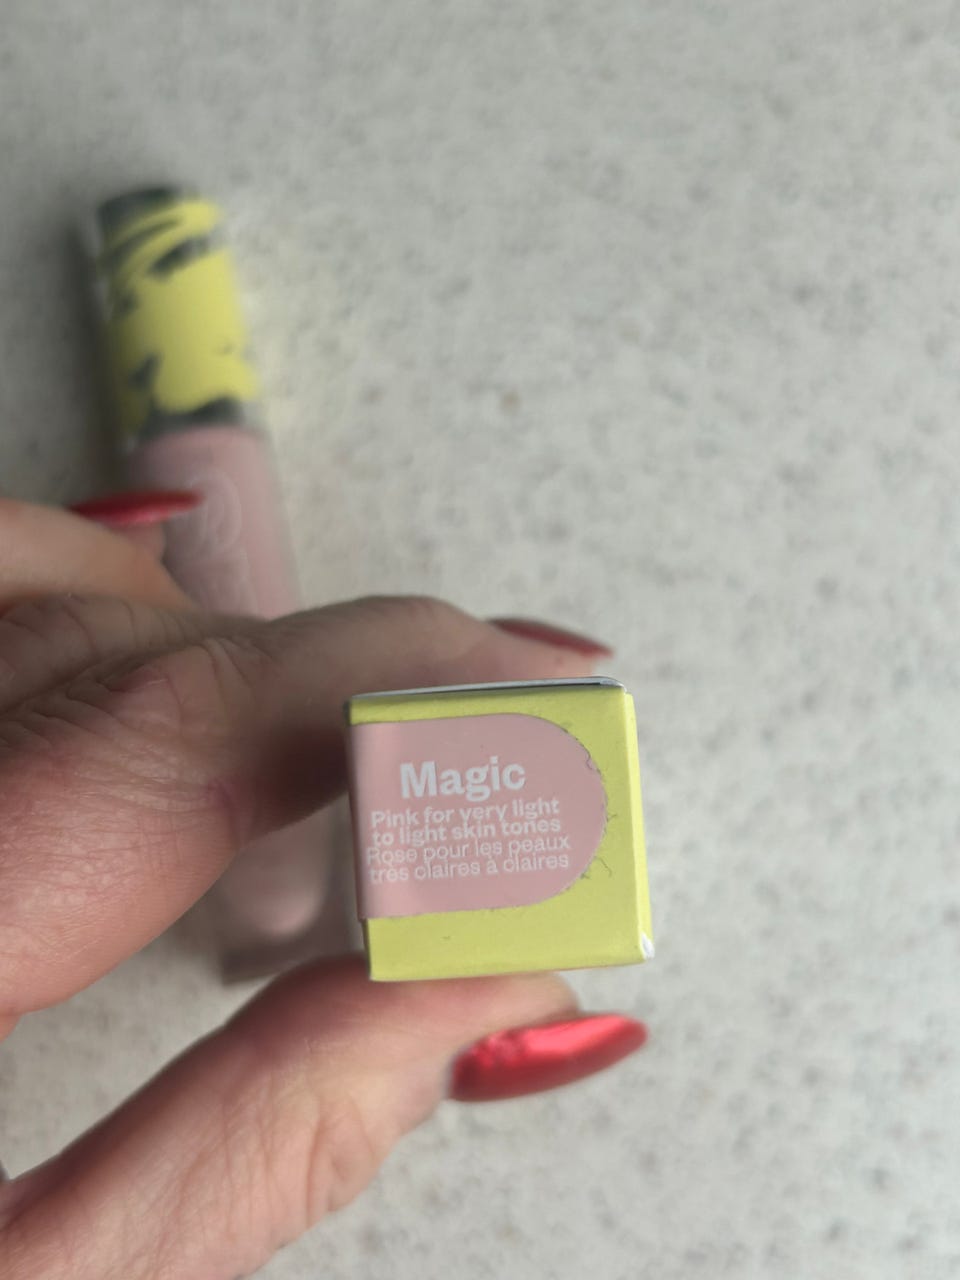 Magic
Pink for very light
to light skin tones
Rose pour les peaux
très claires à claires